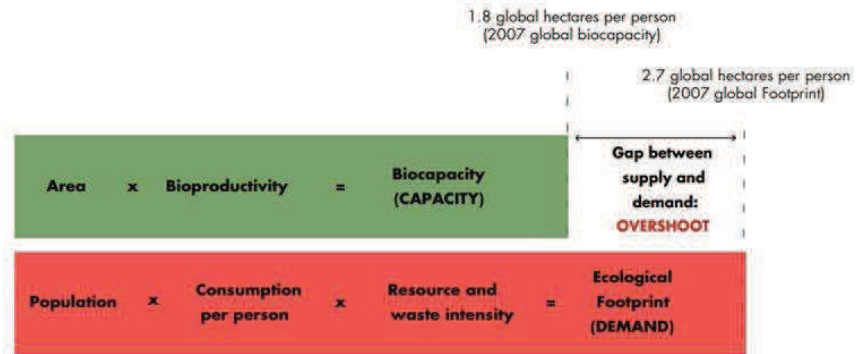 1.8 global hectares per person
(2007 global biocapacity)
2.7 global hectares per person
(2007 global Footprint)
Area x Bioproductivity = Biocapacity
(CAPACITY)
Gap between
supply and
demand:
OVERSHOOT
Population x Consumption
per person x Resource and
waste intensity = Ecological
Footprint
(DEMAND)